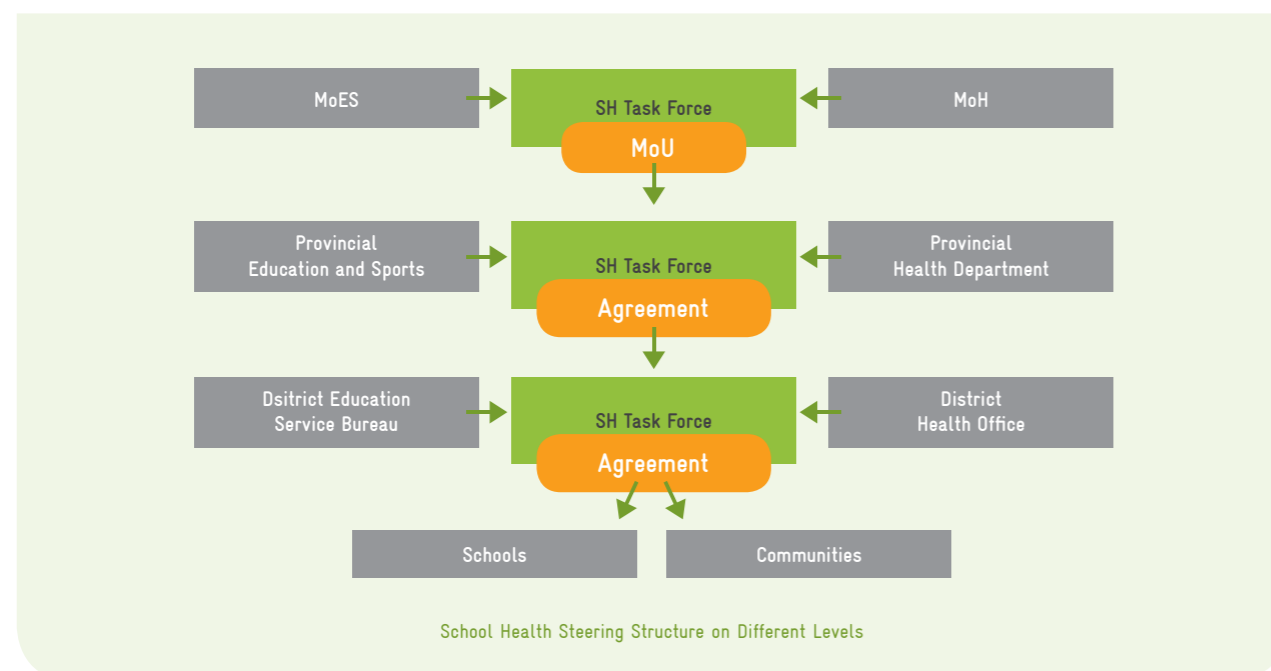 MoES
SH Task Force
MoU
MoH
Provincial
Education and Sports
SH Task Force
Agreement
Provincial
Health Department
Dsitrict Education
Service Bureau
SH Task Force
Agreement
District
Health Office
Schools
Communities
School Health Steering Structure on Different Levels